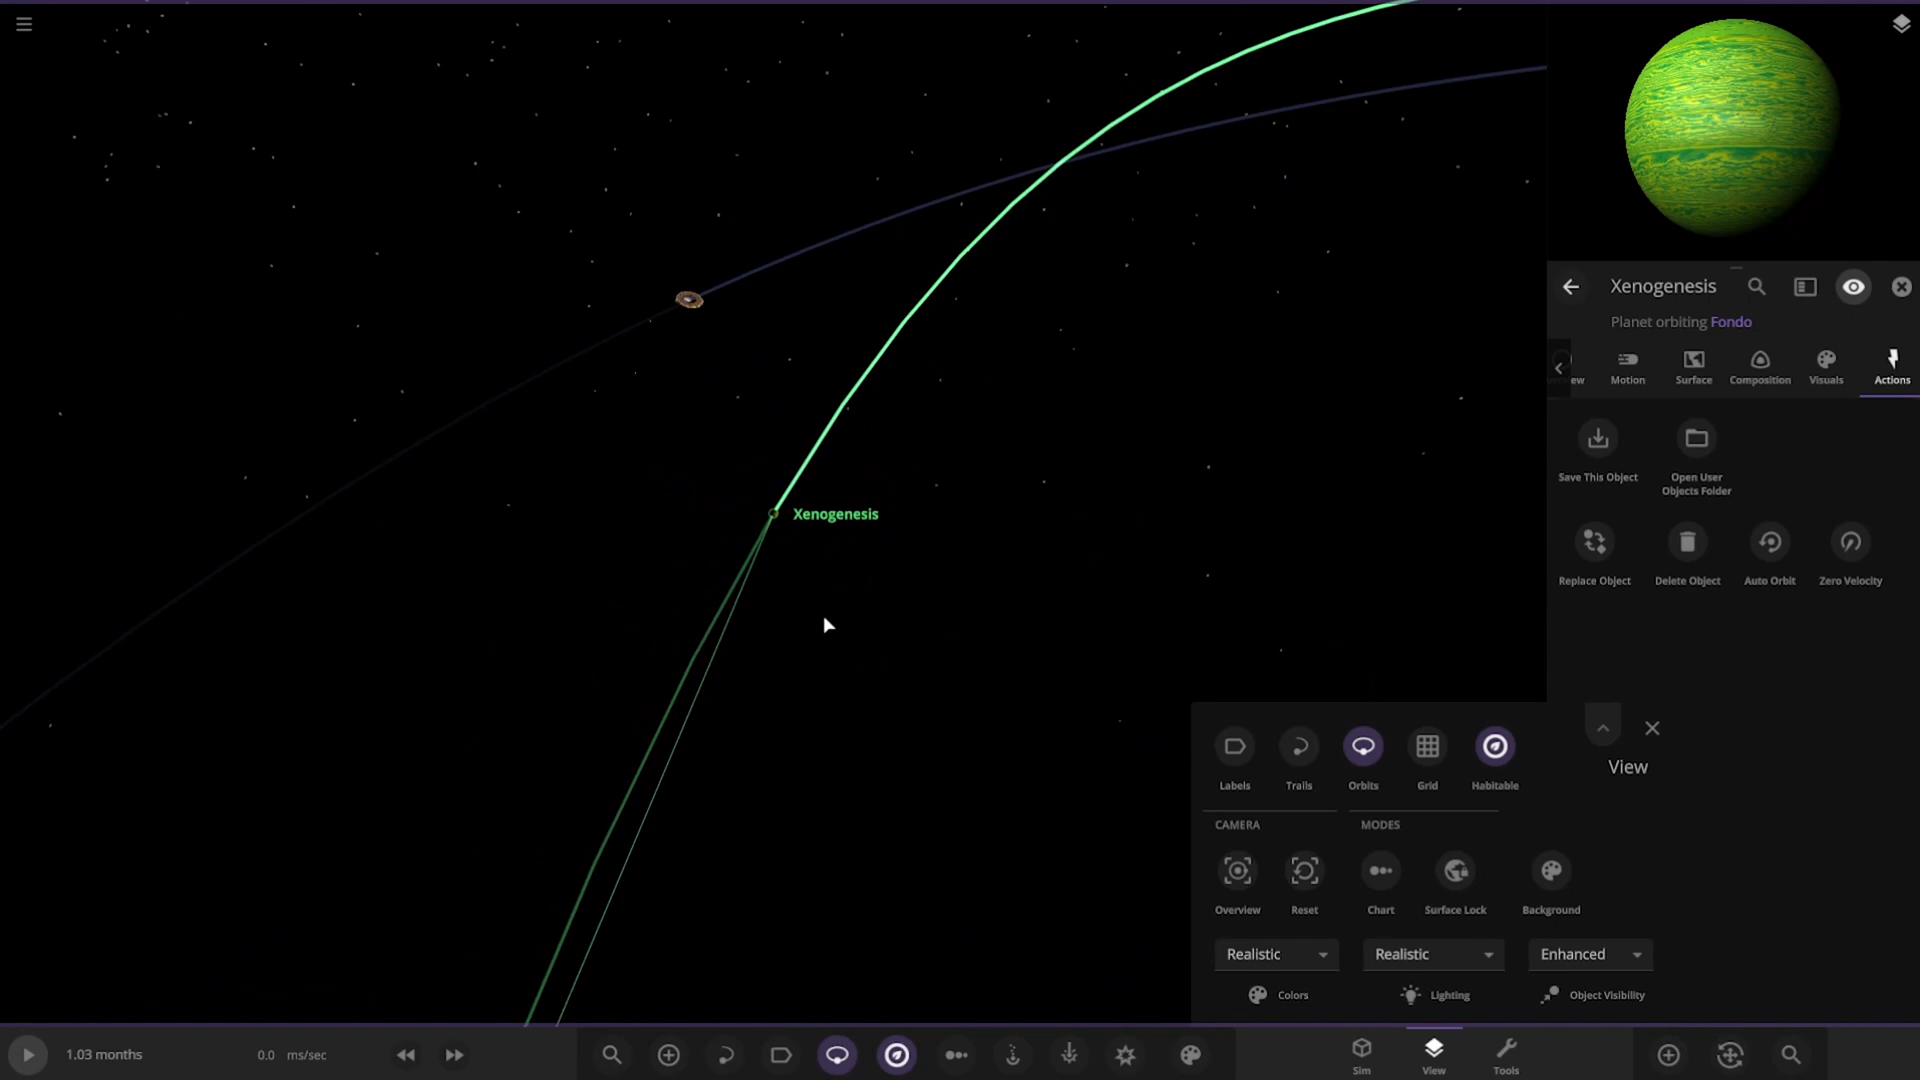 Xenogenesis
Planet orbiting Fondo
ew
Motion
Surface
Composition
Visuals
Actions
Save This Object
Open User
Objects Folder
Replace Object
Delete Object
Auto Orbit
Zero Velocity
Xenogenesis
View
Labels
Trails
Orbits
Grid
Habitable
CAMERA
MODES
Overview
Reset
Chart
Surface Lock
Background
Realistic
Realistic
Enhanced
Colors
Lighting
Object Visibility
1.03 months
0.0 ms/sec
Sim
View
Tools